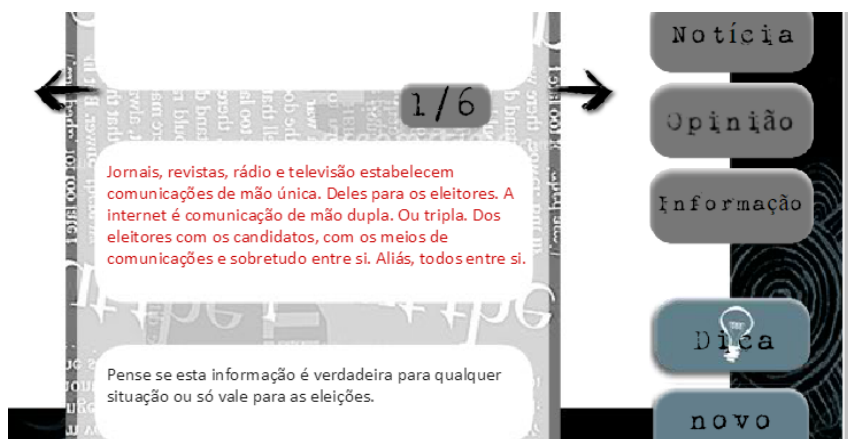 Notícia
1/6
Opinião
Jornais, revistas, rádio e televisão estabelecem
comunicações de mão única. Deles para os eleitores. A
internet é comunicação de mão dupla. Ou tripla. Dos
eleitores com os candidatos, com os meios de
comunicações e sobretudo entre si. Aliás, todos entre si.
Informação
Dica
Pense se esta informação é verdadeira para qualquer
situação ou só vale para as eleições.
novo